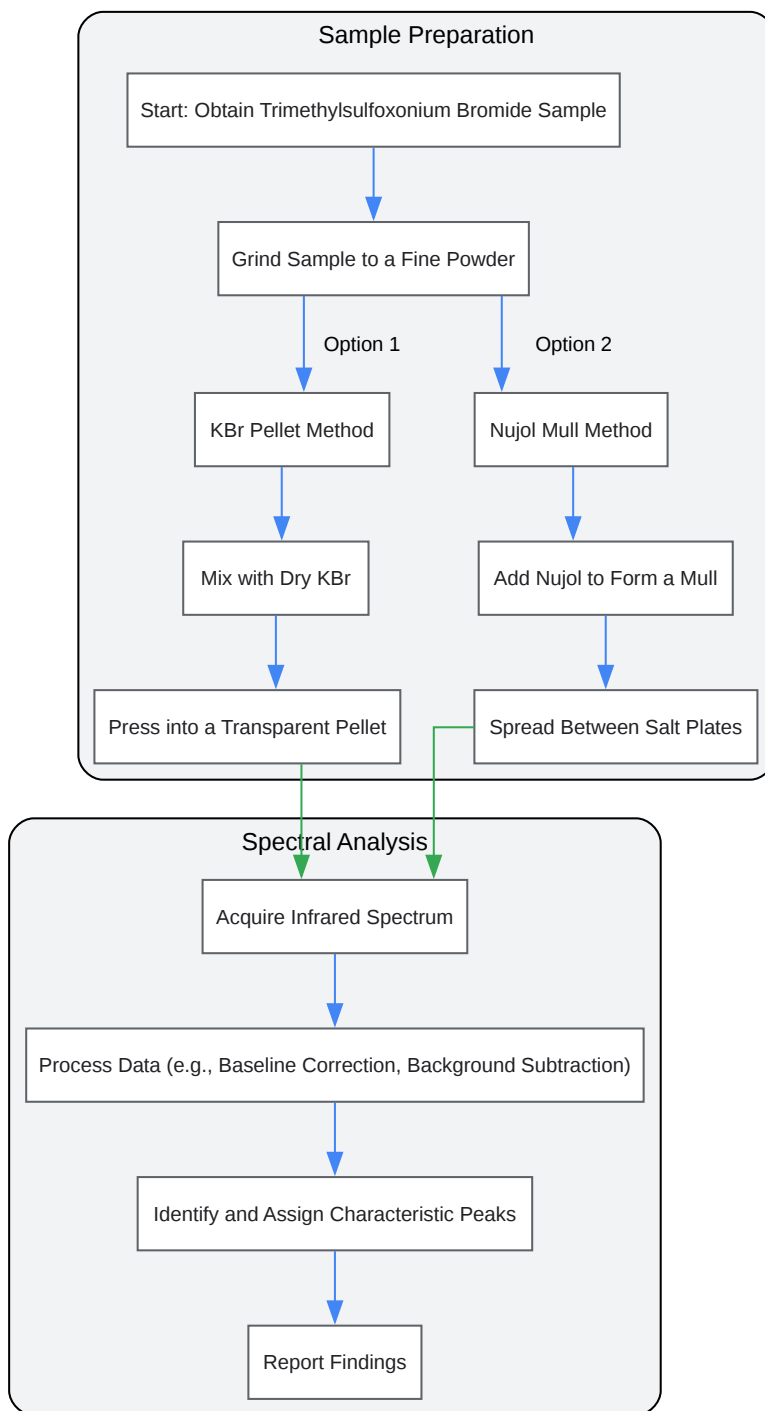 Sample Preparation
Start: Obtain Trimethylsulfoxonium Bromide Sample
Grind Sample to a Fine Powder
Option 1
Option 2
KBr Pellet Method
Nujol Mull Method
Mix with Dry KBr
Add Nujol to Form a Mull
Press into a Transparent Pellet
Spread Between Salt Plates
Spectral Analysis
Acquire Infrared Spectrum
Process Data (e.g., Baseline Correction, Background Subtraction)
Identify and Assign Characteristic Peaks
Report Findings